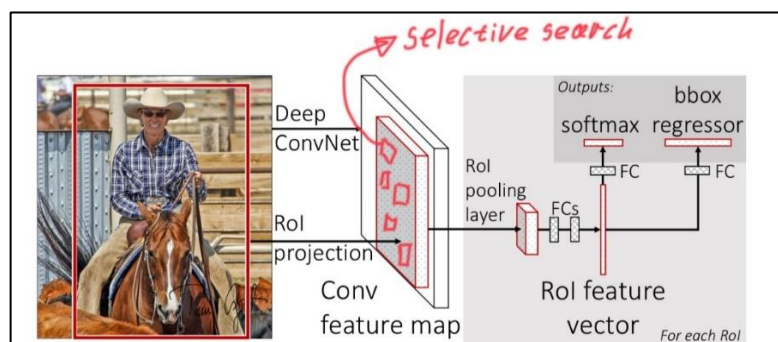 selective search
Outputs:
bbox
softmax
regressor
Deep
ConvNet
FC
FC
RoI
pooling
layer
FCs
RoI
projection
Conv
feature map
RoI feature
vector
For each RoI